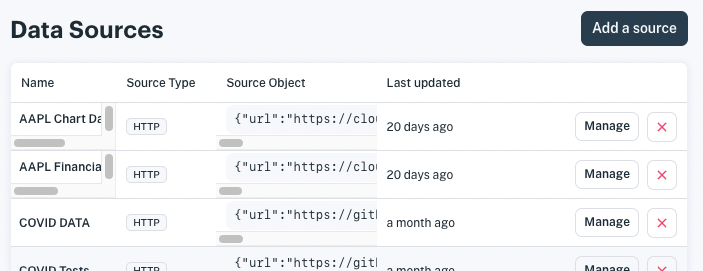 Data Sources
Add a source
Name Source Type Source Object Last updated
AAPL Chart Da HTTP {"url":"https://clou 20 days ago Manage
AAPL Financia HTTP {"url":"https://clou 20 days ago Manage
COVID DATA HTTP {"url":"https://gith a month ago Manage
COVID Tests HTTP {"url":"https://gith a month ago Manage